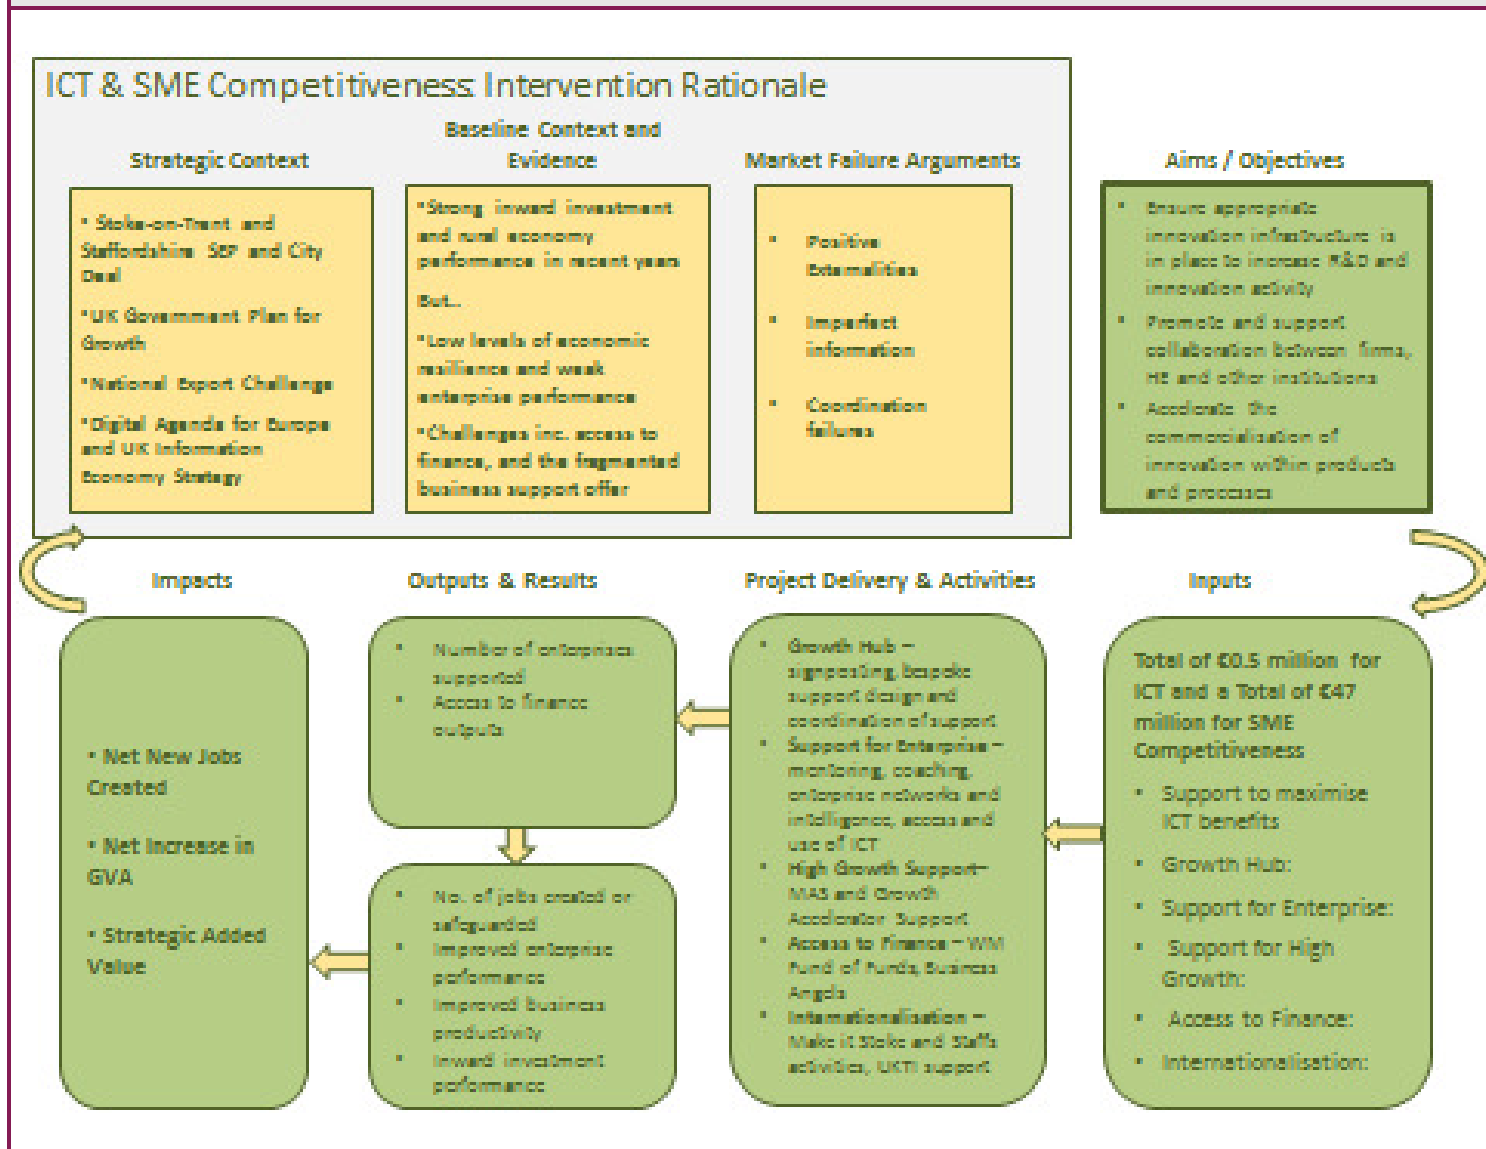 ICT & SME Competitiveness: Intervention Rationale
Strategic Context
• Stoke-on-Trent and
Staffordshire SEP and City
Deal
•UK Government Plan for
Growth
•National Export Challenge
•Digital Agenda for Europe
and UK Information
Economy Strategy
Baseline Context and
Evidence
•Strong inward investment
and rural economy
performance in recent years
But..
•Low levels of economic
resilience and weak
enterprise performance
•Challenges inc. access to
finance, and the fragmented
business support offer
Market Failure Arguments
• Positive
Externalities
• Imperfect
information
• Coordination
failures
Aims / Objectives
• Ensure appropriate
innovation infrastructure is
in place to increase R&D and
innovation activity
• Promote and support
collaboration between firms,
HE and other institutions
• Accelerate the
commercialisation of
innovation within products
and processes
Impacts
• Net New Jobs
Created
• Net Increase in
GVA
• Strategic Added
Value
Outputs & Results
• Number of enterprises
supported
• Access to finance
outputs
• No. of jobs created or
safeguarded
• Improved enterprise
performance
• Improved business
productivity
• Inward investment
performance
Project Delivery & Activities
• Growth Hub –
signposting, bespoke
support design and
coordination of support
• Support for Enterprise –
mentoring, coaching,
enterprise networks and
intelligence, access and
use of ICT
• High Growth Support–
MAS and Growth
Accelerator Support
• Access to Finance – WM
Fund of Funds, Business
Angels
• Internationalisation –
Make it Stoke and Staffs
activities, UKTI support
Inputs
Total of €0.5 million for
ICT and a Total of €47
million for SME
Competitiveness
• Support to maximise
ICT benefits
• Growth Hub:
• Support for Enterprise:
• Support for High
Growth:
• Access to Finance:
• Internationalisation: